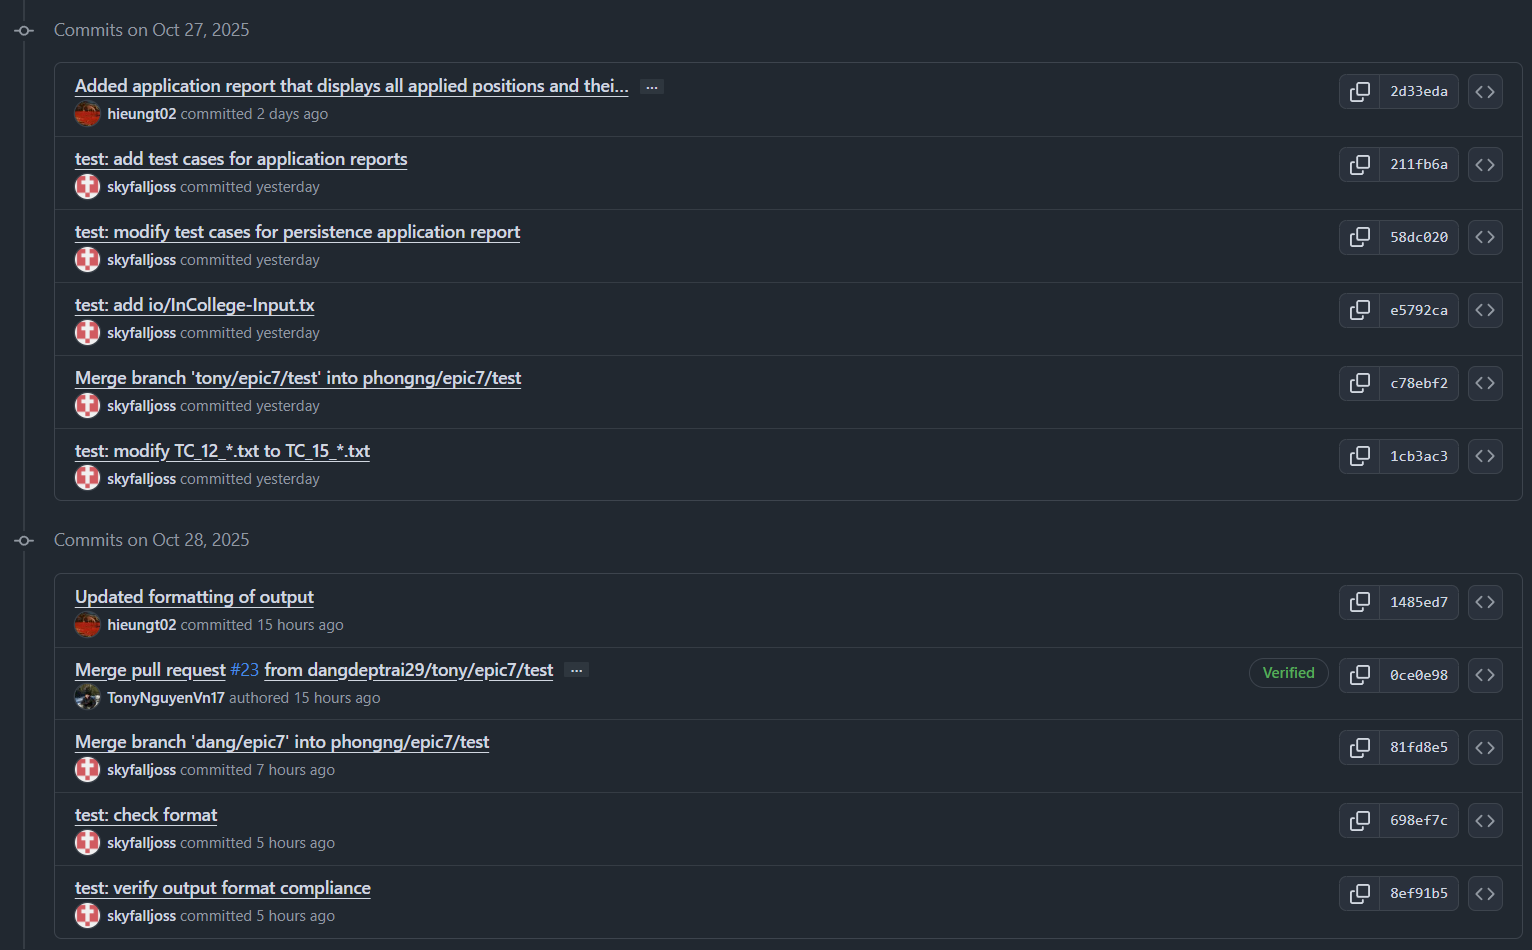 Commits on Oct 27, 2025
Added application report that displays all applied positions and thei... ...
2d33eda
hieungt02 committed 2 days ago
test: add test cases for application reports
211fb6a
skyfalljoss committed yesterday
test: modify test cases for persistence application report
58dc020
skyfalljoss committed yesterday
test: add io/InCollege-Input.tx
e5792ca
skyfalljoss committed yesterday
Merge branch 'tony/epic7/test' into phongng/epic7/test
c78ebf2
skyfalljoss committed yesterday
test: modify TC_12_*.txt to TC_15_*.txt
1cb3ac3
skyfalljoss committed yesterday
Commits on Oct 28, 2025
Updated formatting of output
1485ed7
hieungt02 committed 15 hours ago
Merge pull request #23 from dangdeptrai29/tony/epic7/test ...
Verified 0ce0e98
TonyNguyenVn17 authored 15 hours ago
Merge branch 'dang/epic7' into phongng/epic7/test
81fd8e5
skyfalljoss committed 7 hours ago
test: check format
698ef7c
skyfalljoss committed 5 hours ago
test: verify output format compliance
8ef91b5
skyfalljoss committed 5 hours ago